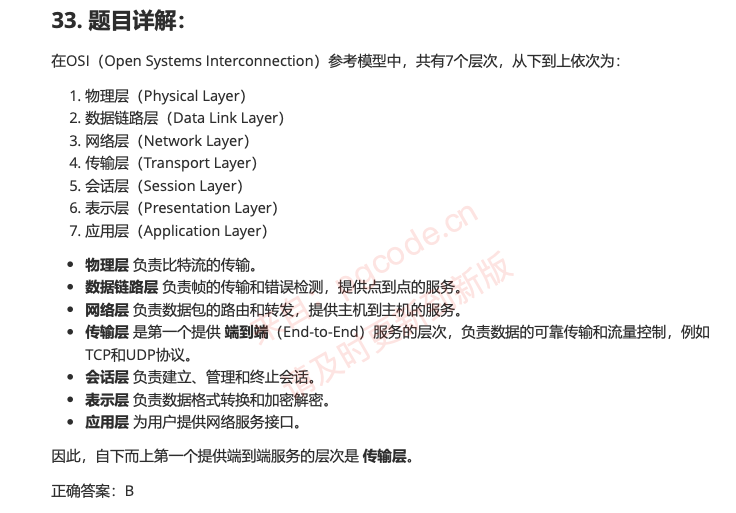 33. 题目详解：
在OSI（Open Systems Interconnection）参考模型中，共有7个层次，从下到上依次为：
1. 物理层（Physical Layer）
2. 数据链路层（Data Link Layer）
3. 网络层（Network Layer）
4. 传输层（Transport Layer）
5. 会话层（Session Layer）
6. 表示层（Presentation Layer）
7. 应用层（Application Layer）
• 物理层 负责比特流的传输。
• 数据链路层 负责帧的传输和错误检测，提供点到点的服务。
• 网络层 负责数据包的路由和转发，提供主机到主机的服务。
• 传输层 是第一个提供 端到端（End-to-End）服务的层次，负责数据的可靠传输和流量控制，例如
TCP和UDP协议。
• 会话层 负责建立、管理和终止会话。
• 表示层 负责数据格式转换和加密解密。
• 应用层 为用户提供网络服务接口。
因此，自下而上第一个提供端到端服务的层次是 传输层。
正确答案：B